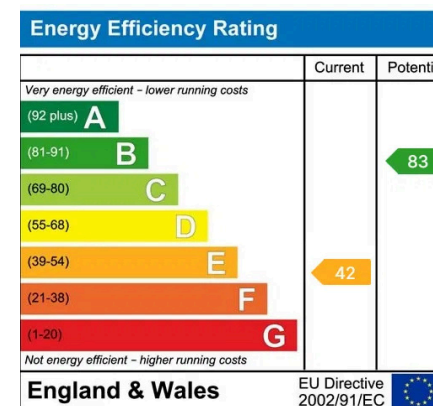 Energy Efficiency Rating
Current Potenti
Very energy efficient – lower running costs
(92 plus) A
(81-91) B
83
(69-80) C
(55-68) D
(39-54) E
42
(21-38) F
(1-20) G
Not energy efficient – higher running costs
England & Wales
EU Directive
2002/91/EC